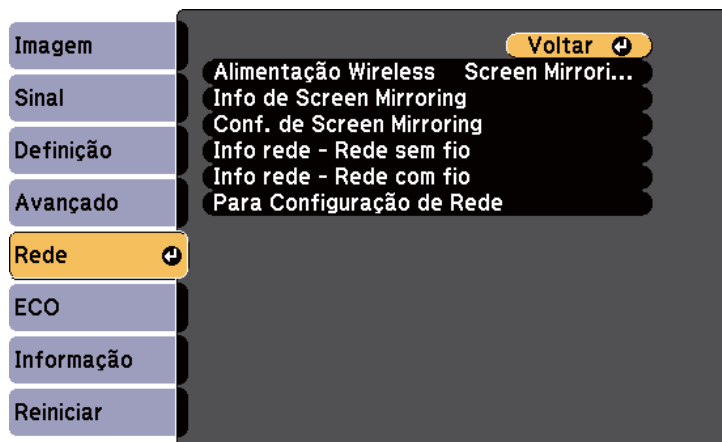 Imagem
Sinal
Definição
Avançado
Rede
ECO
Informação
Reiniciar
Voltar
Alimentação Wireless Screen Mirrori...
Info de Screen Mirroring
Conf. de Screen Mirroring
Info rede - Rede sem fio
Info rede - Rede com fio
Para Configuração de Rede